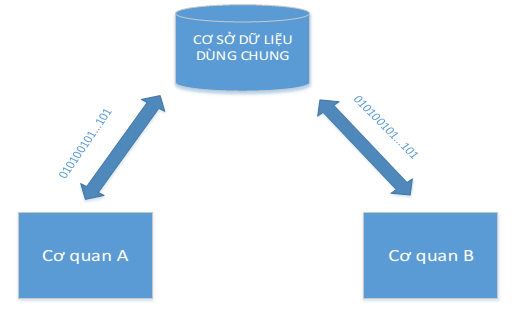 CƠ SỞ DỮ LIỆU
DÙNG CHUNG
010100101...101
010100101...101
Cơ quan A
Cơ quan B